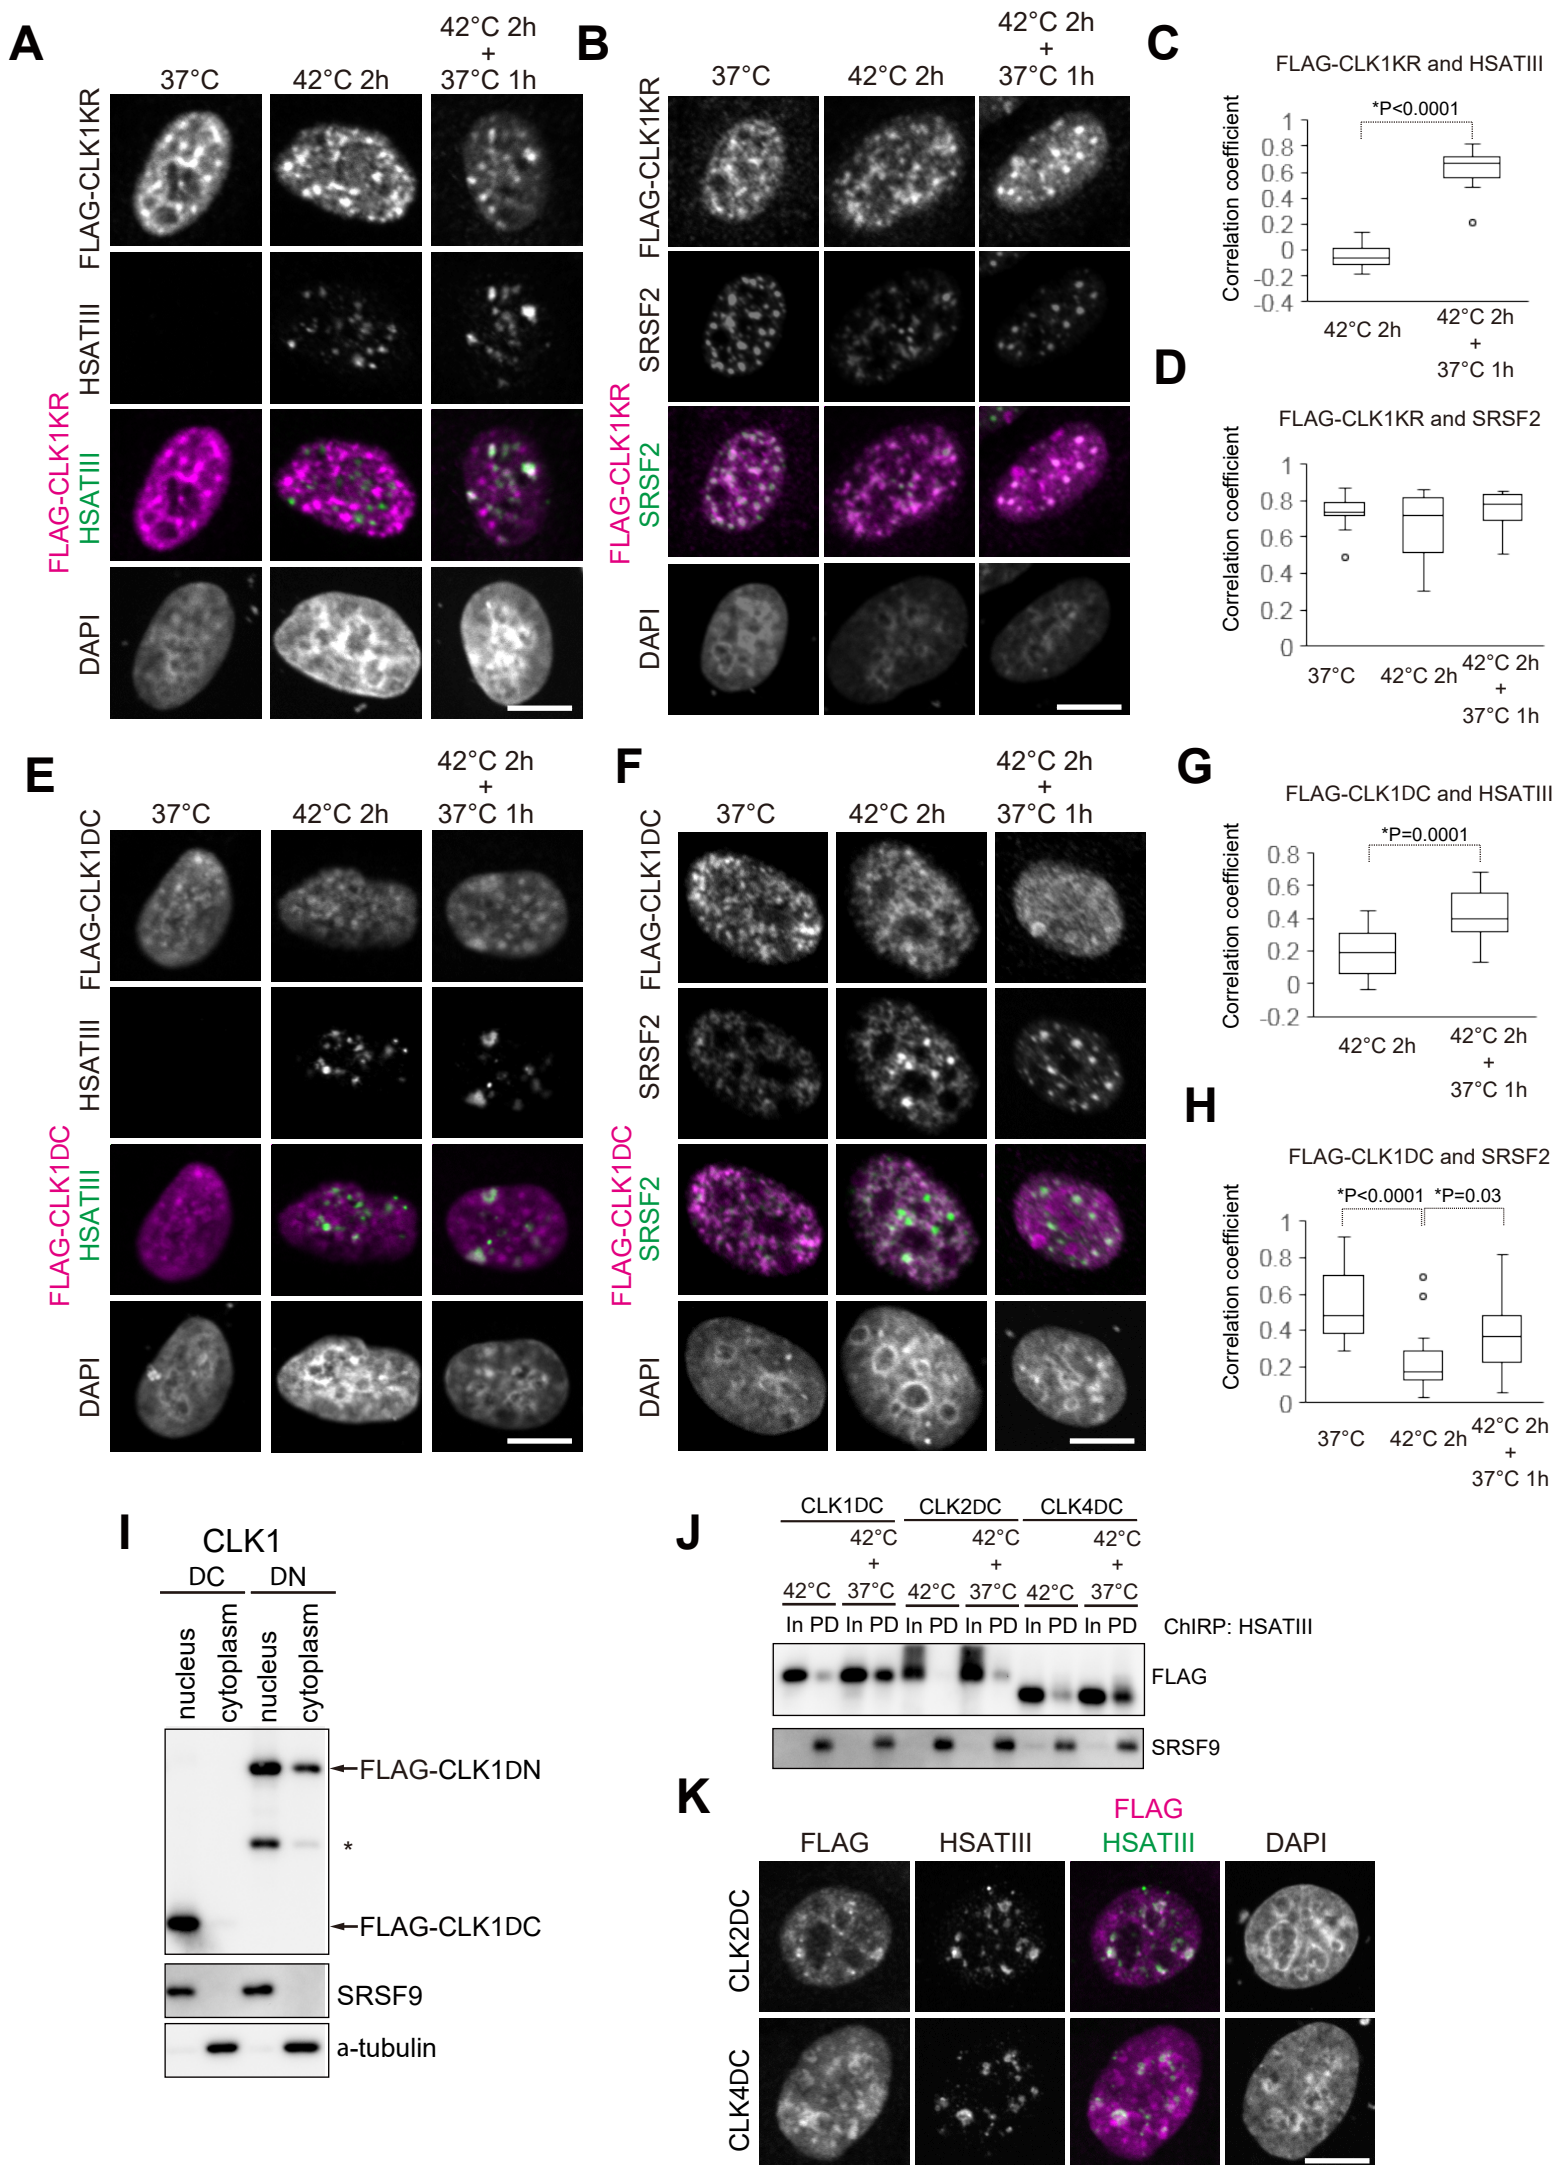 A
37°C
42°C 2h
42°C 2h
+
37°C 1h
FLAG-CLK1KR
HSATIII
FLAG-CLK1KR
HSATIII
DAPI
B
37°C
42°C 2h
42°C 2h
+
37°C 1h
FLAG-CLK1KR
SRSF2
FLAG-CLK1KR
SRSF2
DAPI
C
FLAG-CLK1KR and HSATIII
*P<0.0001
Correlation coefficient
1
0.8
0.6
0.4
0.2
0
-0.2
-0.4
42°C 2h
42°C 2h
+
37°C 1h
D
FLAG-CLK1KR and SRSF2
Correlation coefficient
1
0.8
0.6
0.4
0.2
0
37°C
42°C 2h
42°C 2h
+
37°C 1h
E
37°C
42°C 2h
42°C 2h
+
37°C 1h
FLAG-CLK1DC
HSATIII
FLAG-CLK1DC
HSATIII
DAPI
F
37°C
42°C 2h
42°C 2h
+
37°C 1h
FLAG-CLK1DC
SRSF2
FLAG-CLK1DC
SRSF2
DAPI
G
FLAG-CLK1DC and HSATIII
*P=0.0001
Correlation coefficient
0.8
0.6
0.4
0.2
0
-0.2
42°C 2h
42°C 2h
+
37°C 1h
H
FLAG-CLK1DC and SRSF2
*P<0.0001 *P=0.03
Correlation coefficient
1
0.8
0.6
0.4
0.2
0
37°C
42°C 2h
42°C 2h
+
37°C 1h
I
CLK1
DC DN
nucleus
cytoplasm
nucleus
cytoplasm
FLAG-CLK1DN
*
FLAG-CLK1DC
SRSF9
a-tubulin
J
CLK1DC CLK2DC CLK4DC
42°C 42°C 42°C
+ + +
42°C 37°C 42°C 37°C 42°C 37°C
In PD In PD In PD In PD In PD In PD
ChIRP: HSATIII
FLAG
SRSF9
K
FLAG
HSATIII
FLAG
HSATIII
DAPI
CLK2DC
CLK4DC